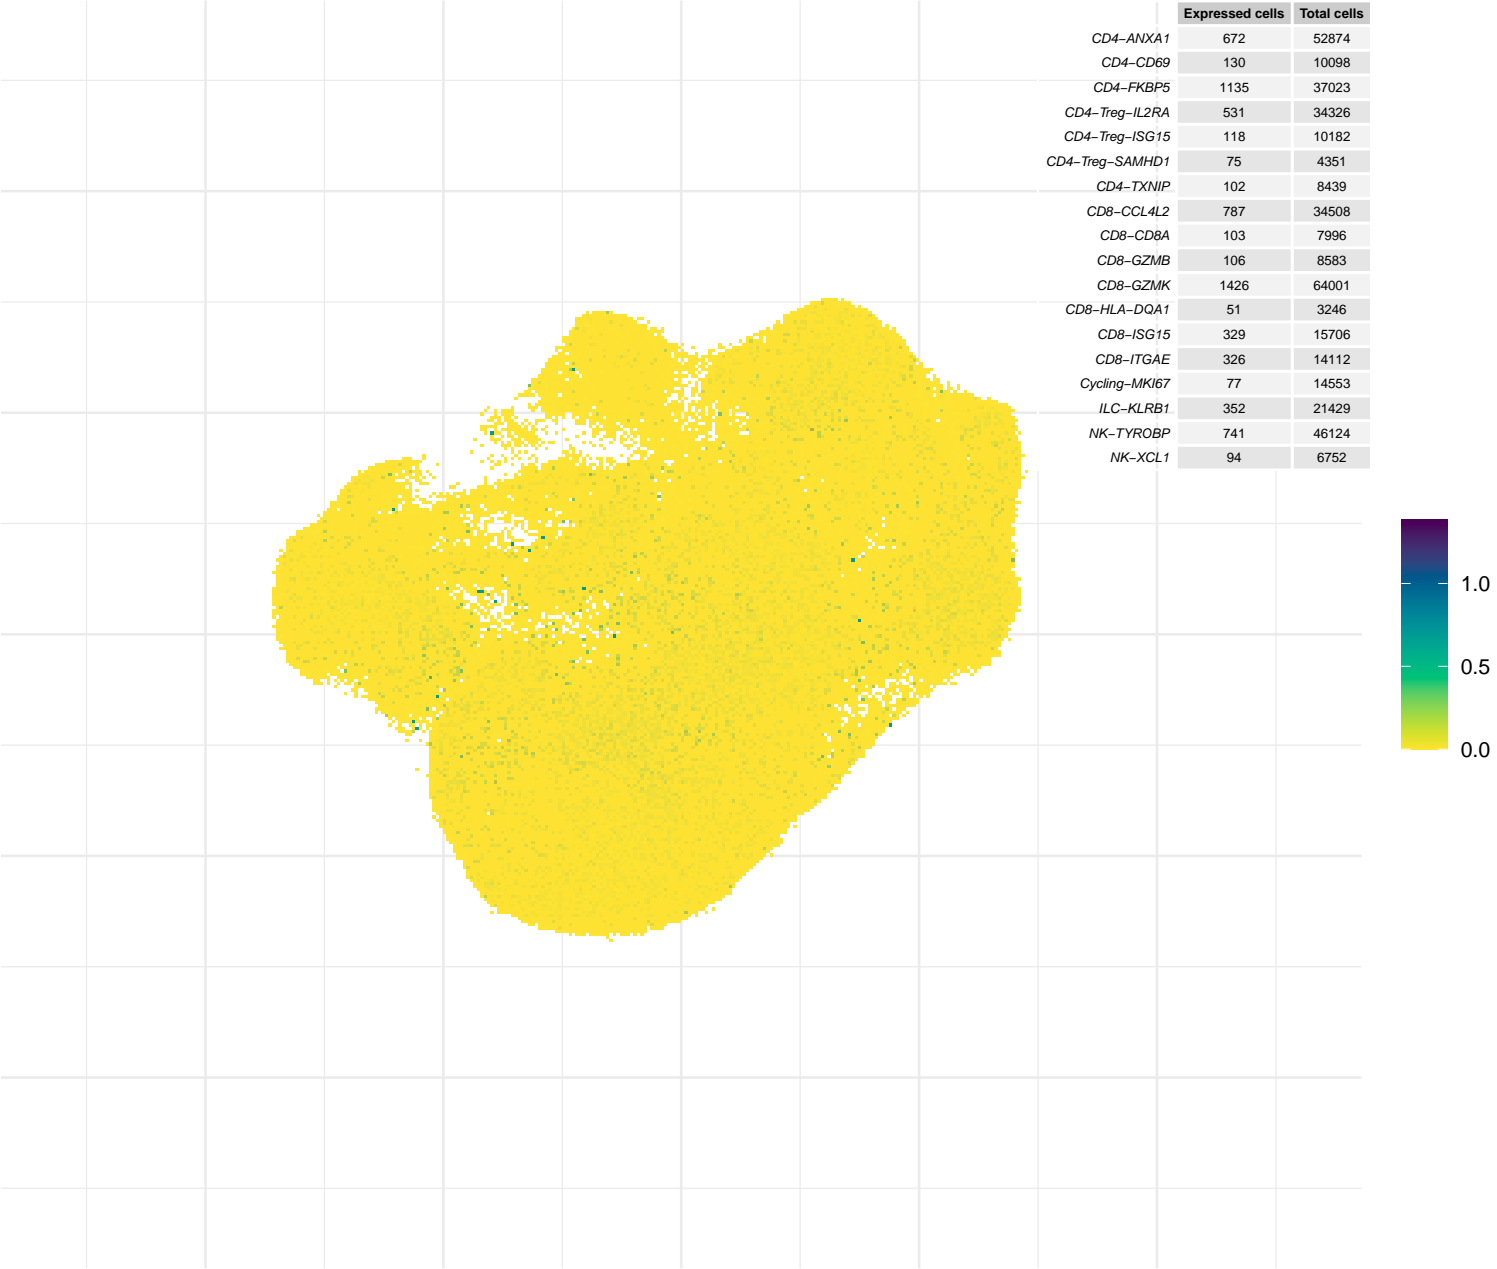 Expressed cells Total cells
CD4−ANXA1 672 52874
CD4−CD69 130 10098
CD4−FKBP5 1135 37023
CD4−Treg−IL2RA 531 34326
CD4−Treg−ISG15 118 10182
CD4−Treg−SAMHD1 75 4351
CD4−TXNIP 102 8439
CD8−CCL4L2 787 34508
CD8−CD8A 103 7996
CD8−GZMB 106 8583
CD8−GZMK 1426 64001
CD8−HLA−DQA1 51 3246
CD8−ISG15 329 15706
CD8−ITGAE 326 14112
Cycling−MKI67 77 14553
ILC−KLRB1 352 21429
NK−TYROBP 741 46124
NK−XCL1 94 6752
1.0
0.5
0.0